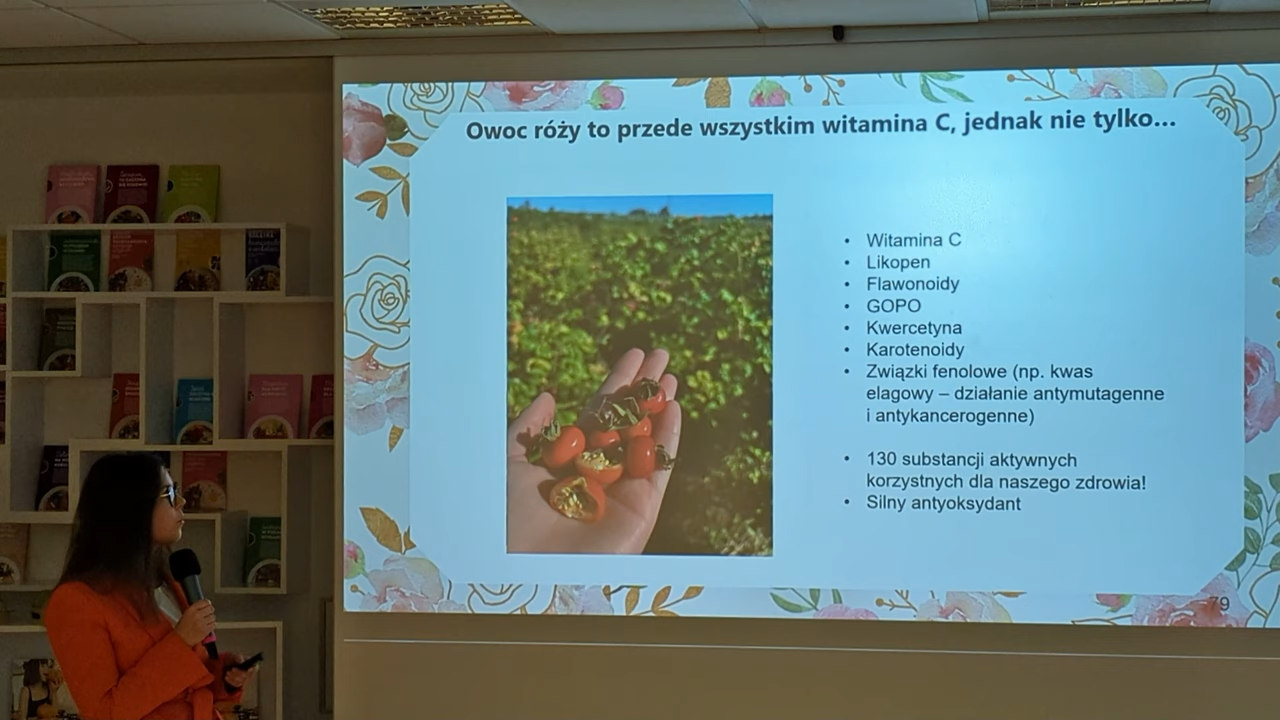 Owoc róży to przede wszystkim witamina C, jednak nie tylko...
• Witamina C
• Likopen
• Flawonoidy
• GOPO
• Kwercetyna
• Karotenoidy
• Związki fenolowe (np. kwas
elagowy – działanie antymutagenne
i antykancerogenne)
• 130 substancji aktywnych
korzystnych dla naszego zdrowia!
• Silny antyoksydant
79